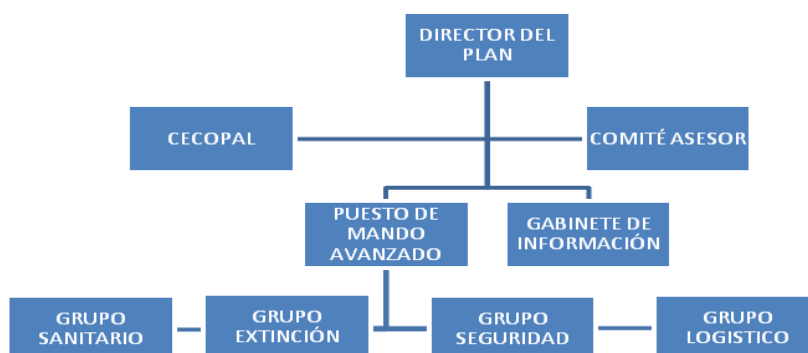 DIRECTOR DEL
PLAN
CECOPAL
COMITÉ ASESOR
PUESTO DE
MANDO
AVANZADO
GABINETE DE
INFORMACIÓN
GRUPO
SANITARIO
GRUPO
EXTINCIÓN
GRUPO
SEGURIDAD
GRUPO
LOGISTICO